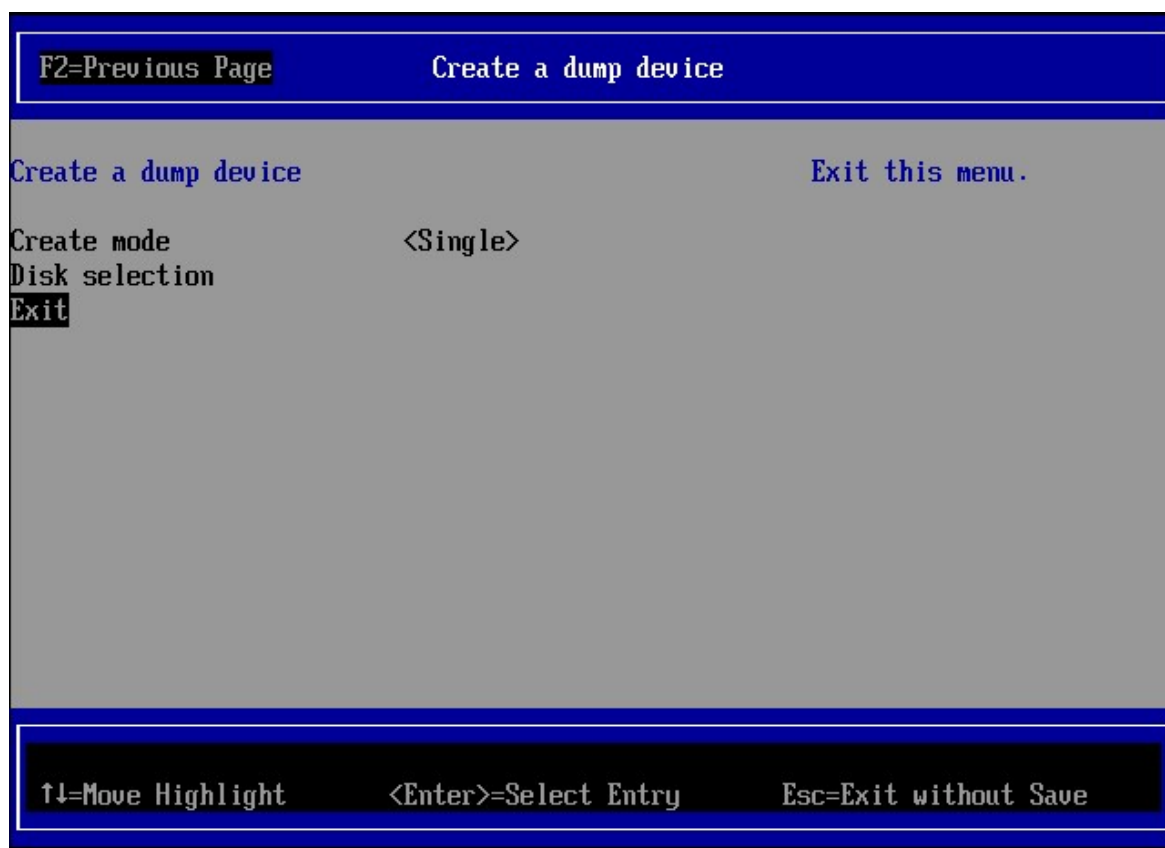 F2=Previous Page Create a dump device
Create a dump device Exit this menu.
Create mode <Single>
Disk selection
Exit
↑↓=Move Highlight <Enter>=Select Entry Esc=Exit without Save